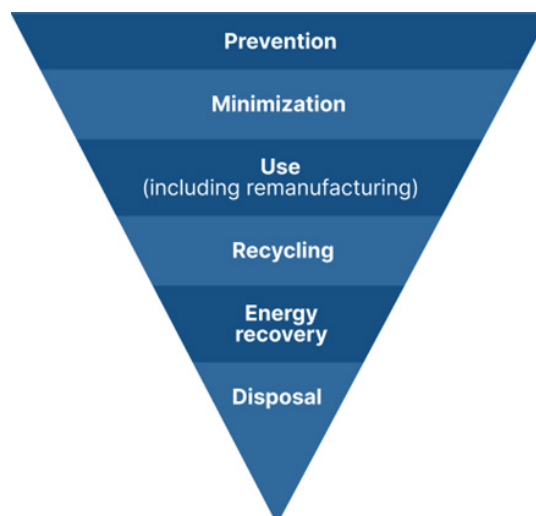 Prevention
Minimization
Use
(including remanufacturing)
Recycling
Energy
recovery
Disposal